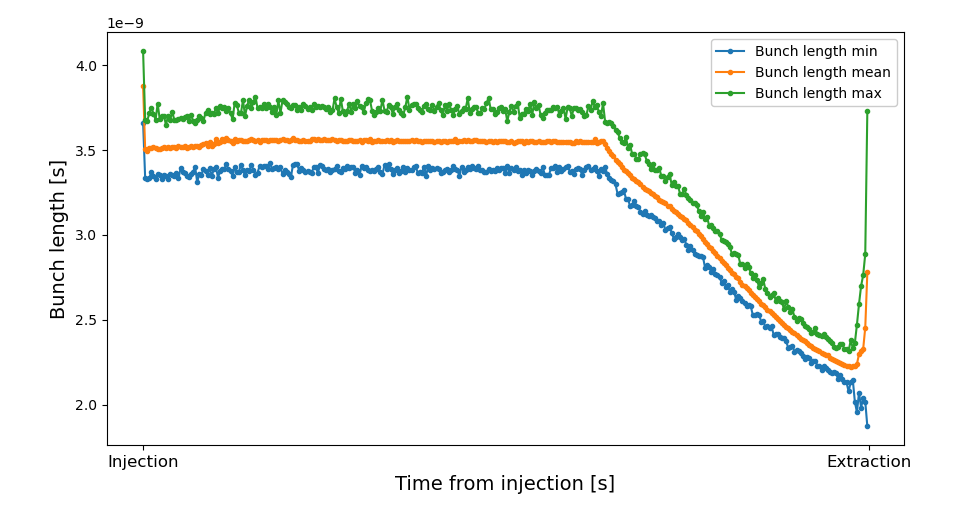 1e−9
Bunch length [s]
4.0
3.5
3.0
2.5
2.0
Bunch length min
Bunch length mean
Bunch length max
Injection
Extraction
Time from injection [s]